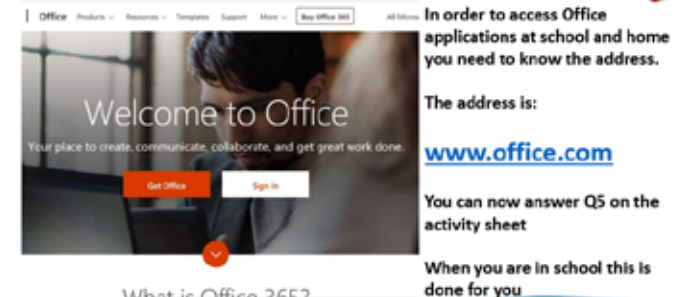 Office Products Resources Templates Support More Buy Office 365 All Micros
Welcome to Office
Your place to create, communicate, collaborate, and get great work done.
Get Office Sign in
What is Office 365?
In order to access Office
applications at school and home
you need to know the address.
The address is:
www.office.com
You can now answer Q5 on the
activity sheet
When you are in school this is
done for you